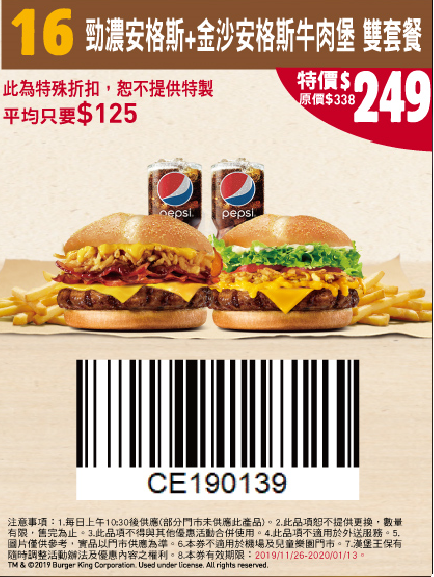 16 勁濃安格斯+金沙安格斯牛肉堡 雙套餐
此為特殊折扣，恕不提供特製
平均只要$125
特價$
原價$338
249
pepsi
pepsi
CE190139
注意事項：1.每日上午10:30後供應(部分門市未供應此產品)。2.此品項恕不提供更換，數量
有限，售完為止。3.此品項不得與其他優惠活動合併使用。4.此品項不適用於外送服務。5.
圖片僅供參考，實品以門市供應為準。6.本券不適用於機場及兒童樂園門市。7.漢堡王保有
隨時調整活動辦法及優惠內容之權利。8.本券有效期限：2019/11/26-2020/01/13。
TM & ©2019 Burger King Corporation. Used under license. All rights reserved.